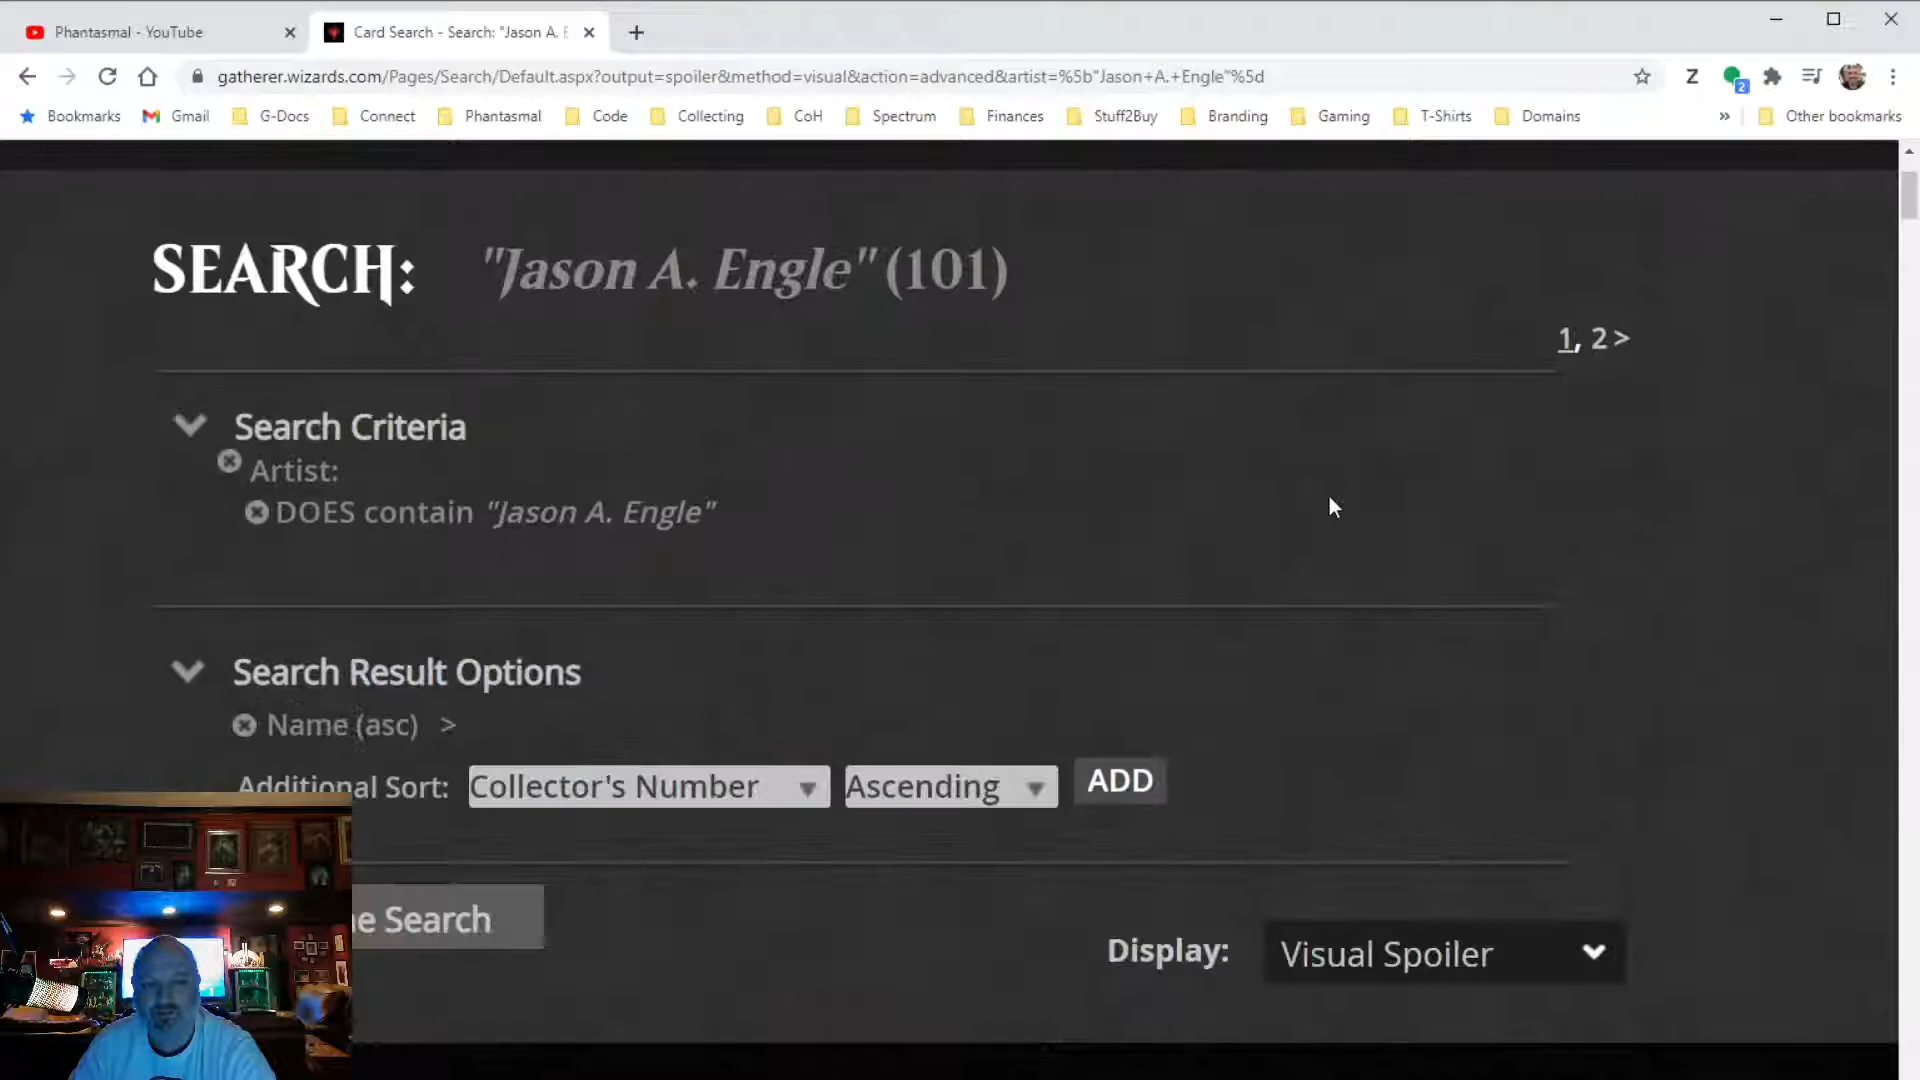 Phantasmal - YouTube
Card Search - Search: "Jason A. E
gatherer.wizards.com/Pages/Search/Default.aspx?output=spoiler&method=visual&action=advanced&artist=%5b"Jason+A.+Engle"%5d
Z
2
Bookmarks Gmail G-Docs Connect Phantasmal Code Collecting CoH Spectrum Finances Stuff2Buy Branding Gaming T-Shirts Domains » Other bookmarks
SEARCH: "Jason A. Engle" (101)
1, 2 >
Search Criteria
Artist:
DOES contain "Jason A. Engle"
Search Result Options
Name (asc) >
Additional Sort: Collector's Number Ascending ADD
e Search
Display: Visual Spoiler